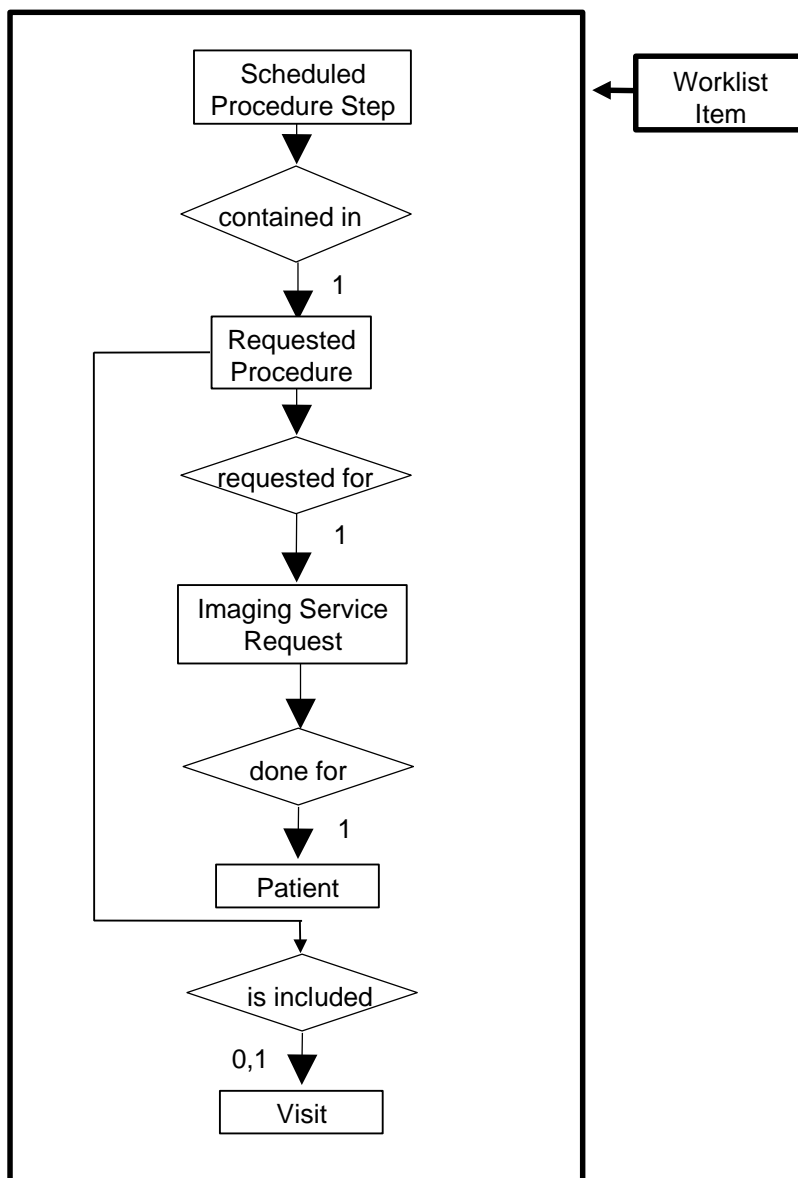 Scheduled
Procedure Step
Worklist
Item
contained in
1
Requested
Procedure
requested for
1
Imaging Service
Request
done for
1
Patient
is included
0,1
Visit